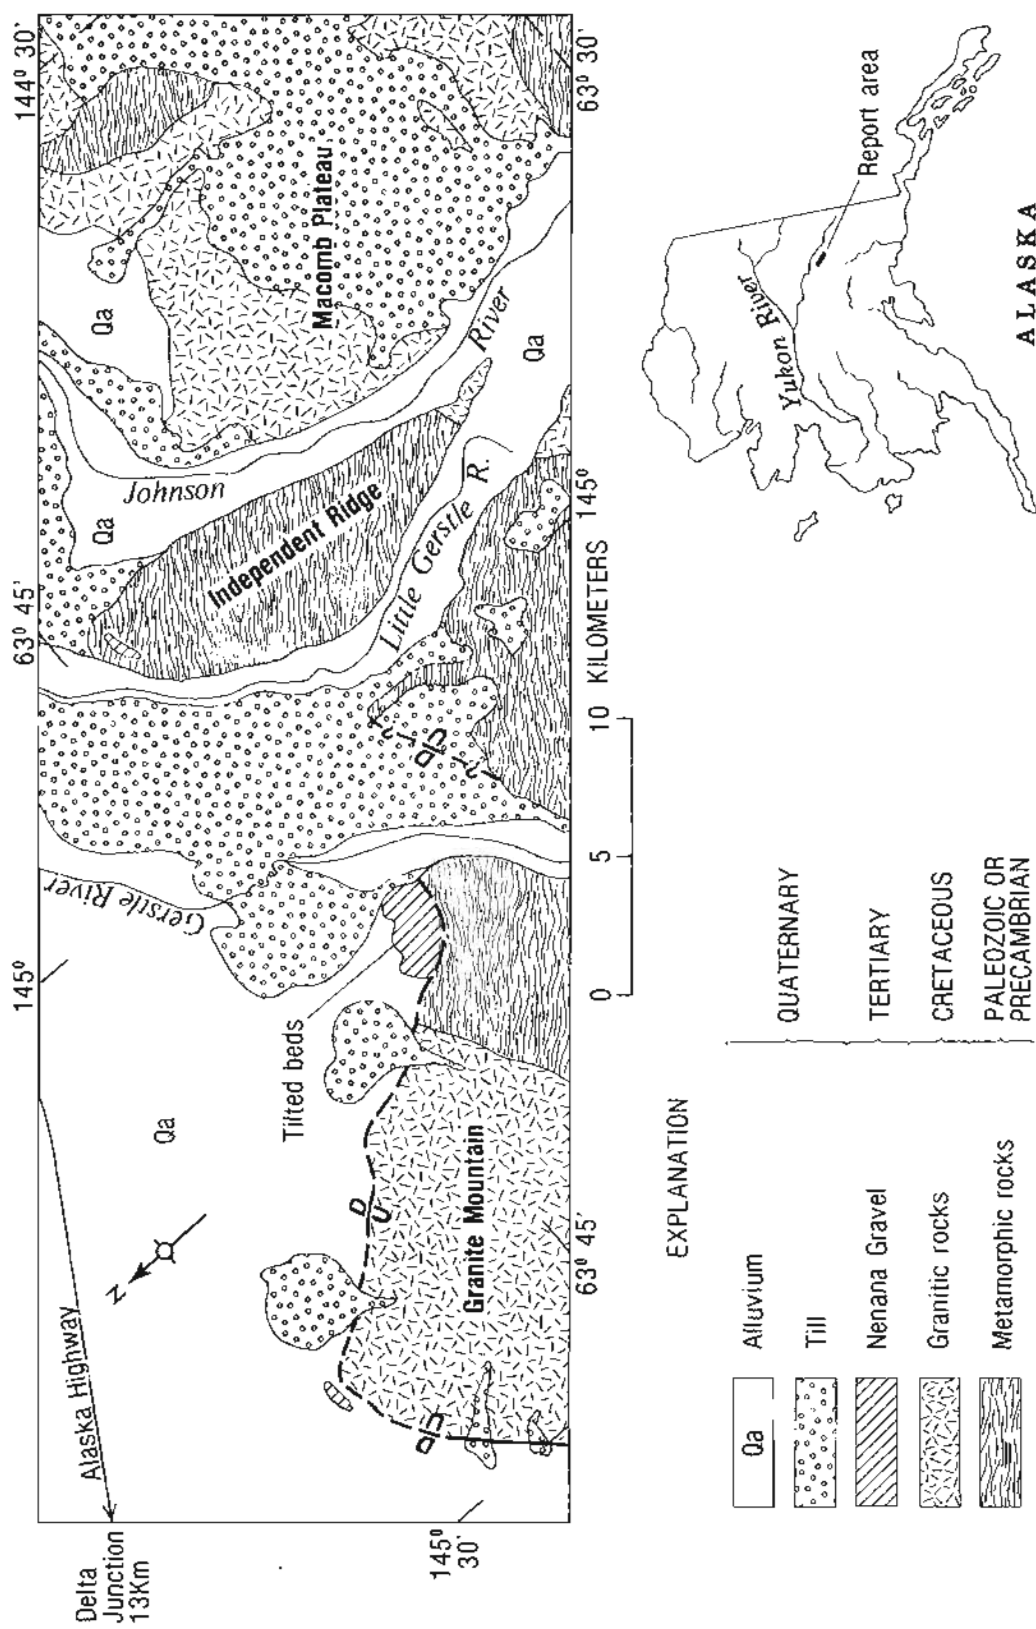 Delta
Junction
13Km
Alaska Highway
145°
63° 45'
144° 30'
N
Qa
Gerstle River
Qa
Johnson
River
Qa
Qa
Macomb Plateau
Independent Ridge
Little Gerstle R.
Tilted beds
Granite Mountain
D
U
D
U
D
U
?
?
145°
30'
63° 45'
145°
63° 30'
0
5
10
KILOMETERS
EXPLANATION
Qa
Alluvium
Till
Nenana Gravel
Granitic rocks
Metamorphic rocks
QUATERNARY
TERTIARY
CRETACEOUS
PALEOZOIC OR
PRECAMBRIAN
Yukon River
Report area
ALASKA